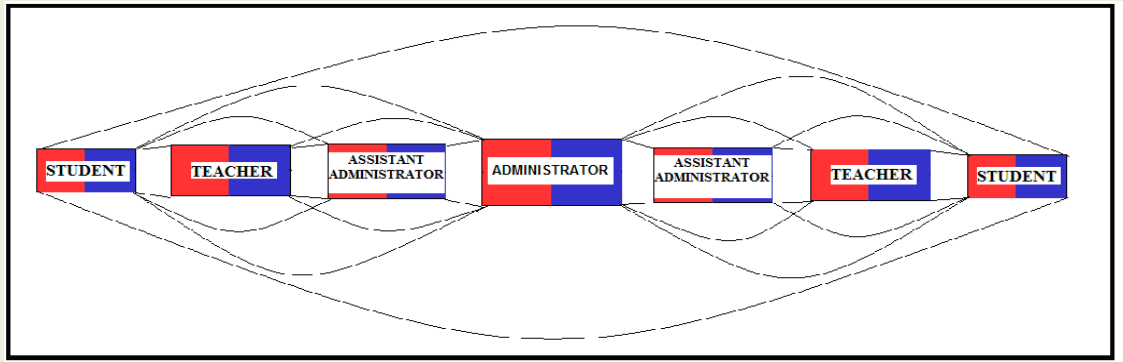 STUDENT
TEACHER
ASSISTANT
ADMINISTRATOR
ADMINISTRATOR
ASSISTANT
ADMINISTRATOR
TEACHER
STUDENT